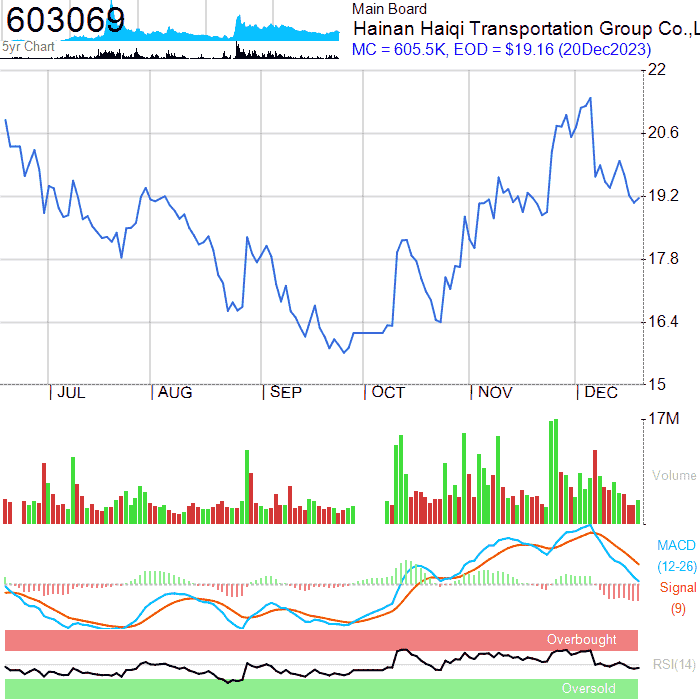 603069
5yr Chart
Main Board
Hainan Haiqi Transportation Group Co.,L
MC = 605.5K, EOD = $19.16 (20Dec2023)
22
20.6
19.2
17.8
16.4
15
JUL AUG SEP OCT NOV DEC
17M
Volume
MACD
(12-26)
Signal
(9)
Overbought
RSI(14)
Oversold